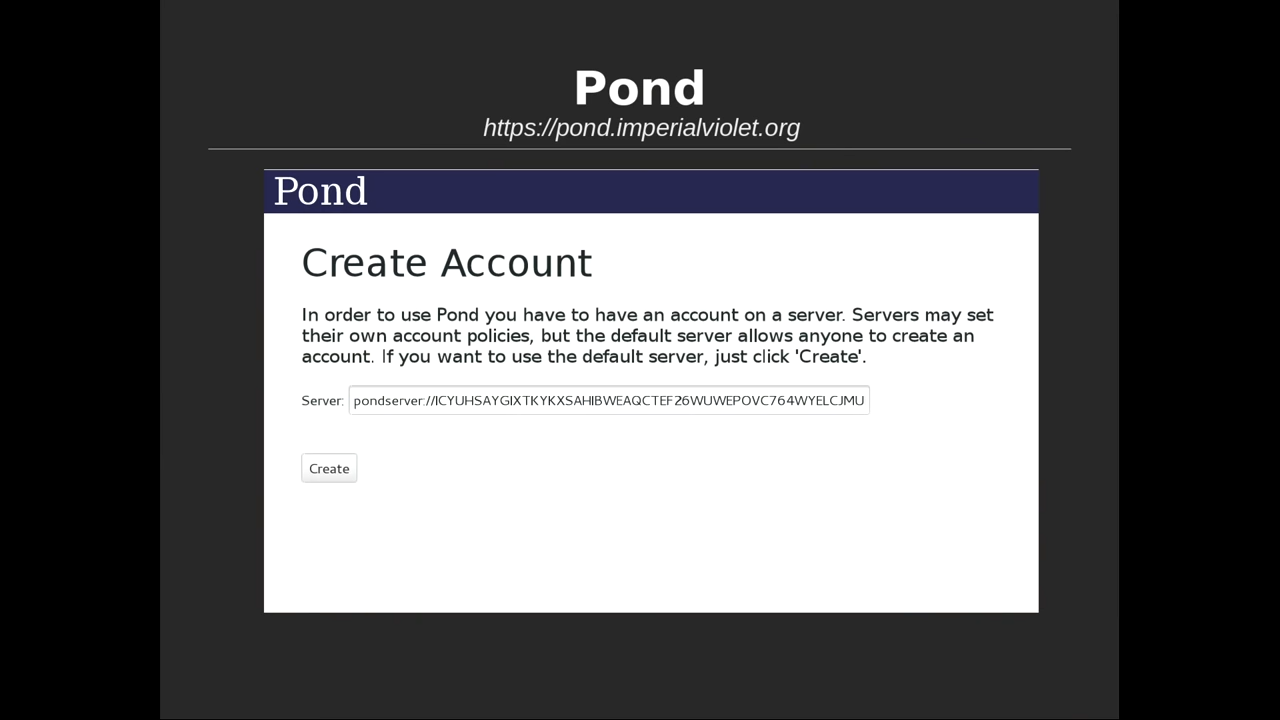 Pond
https://pond.imperialviolet.org
Pond
Create Account
In order to use Pond you have to have an account on a server. Servers may set
their own account policies, but the default server allows anyone to create an
account. If you want to use the default server, just click 'Create'.
Server: pondserver://ICYUHSAYGIXTKYKXSAHIBWEAQCTEF26WUWEPOVC764WYELCJMU
Create